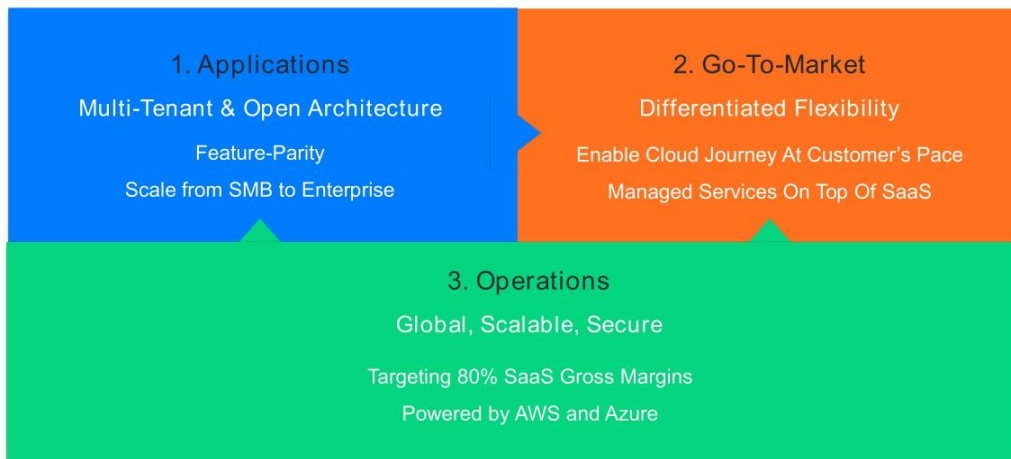 1. Applications
Multi-Tenant & Open Architecture
Feature-Parity
Scale from SMB to Enterprise
2. Go-To-Market
Differentiated Flexibility
Enable Cloud Journey At Customer’s Pace
Managed Services On Top Of SaaS
3. Operations
Global, Scalable, Secure
Targeting 80% SaaS Gross Margins
Powered by AWS and Azure